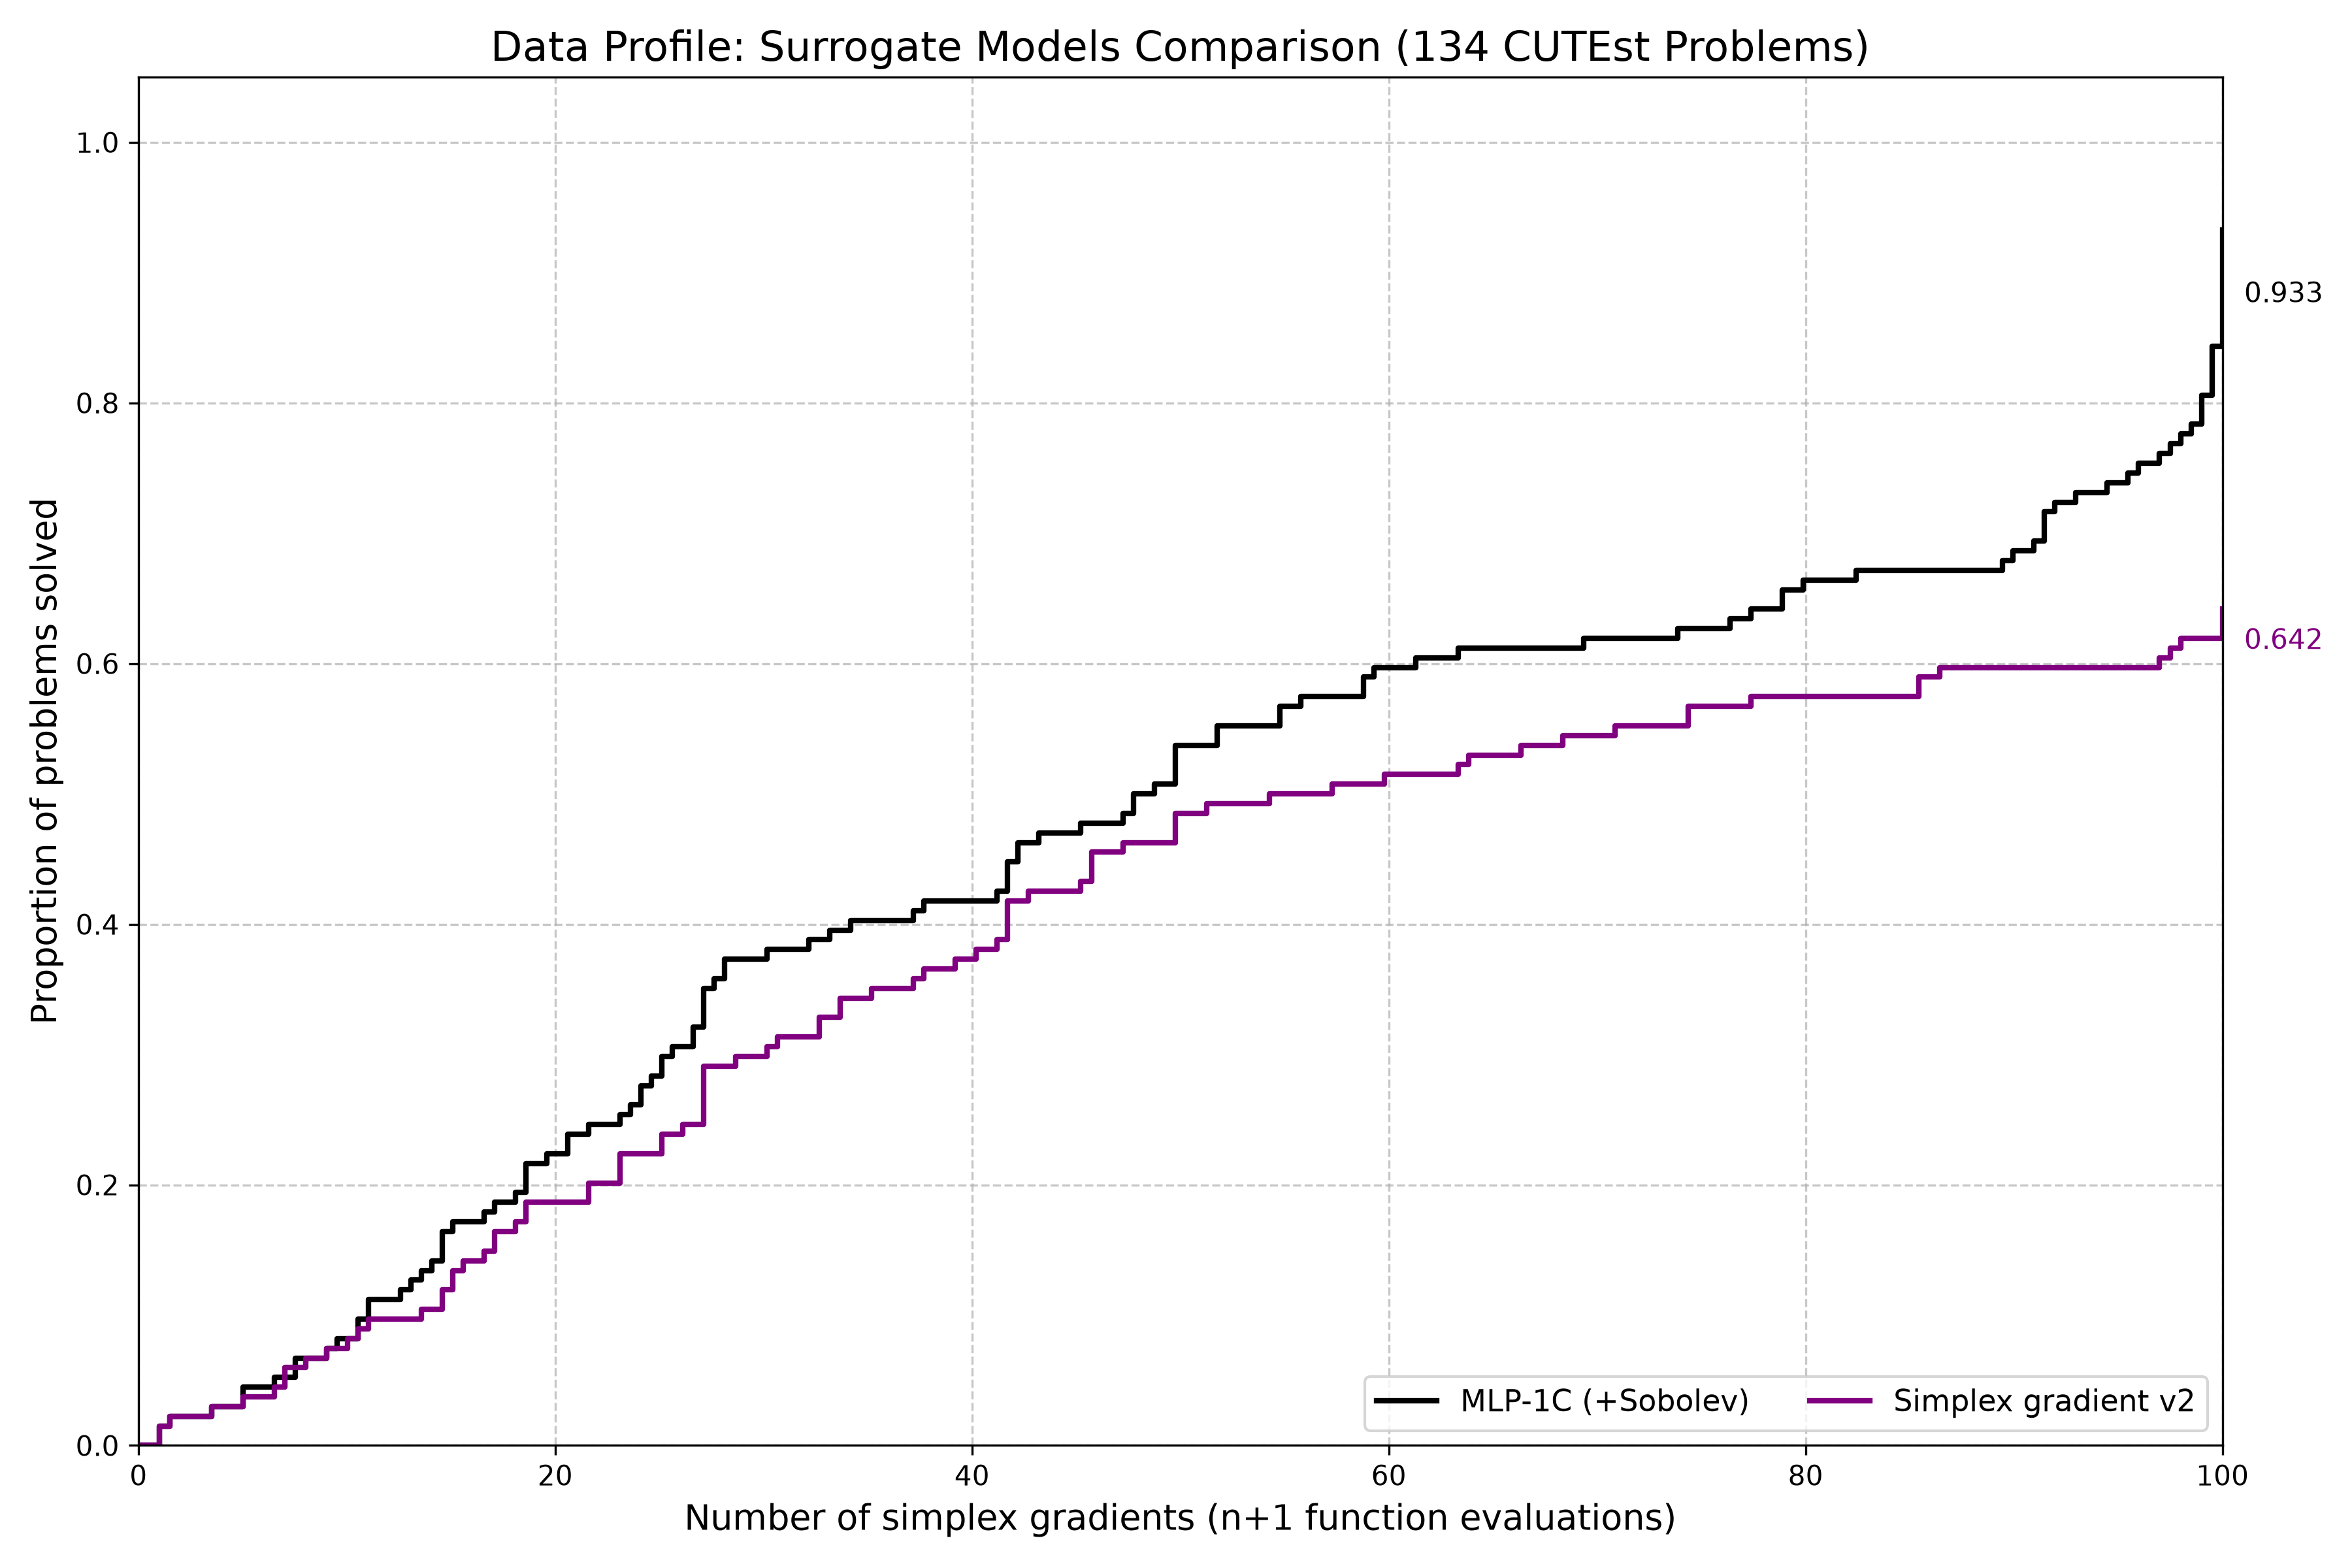 Data Profile: Surrogate Models Comparison (134 CUTEst Problems)
Proportion of problems solved
1.0
0.8
0.6
0.4
0.2
0.0
0.933
0.642
MLP-1C (+Sobolev)
Simplex gradient v2
0 20 40 60 80 100
Number of simplex gradients (n+1 function evaluations)